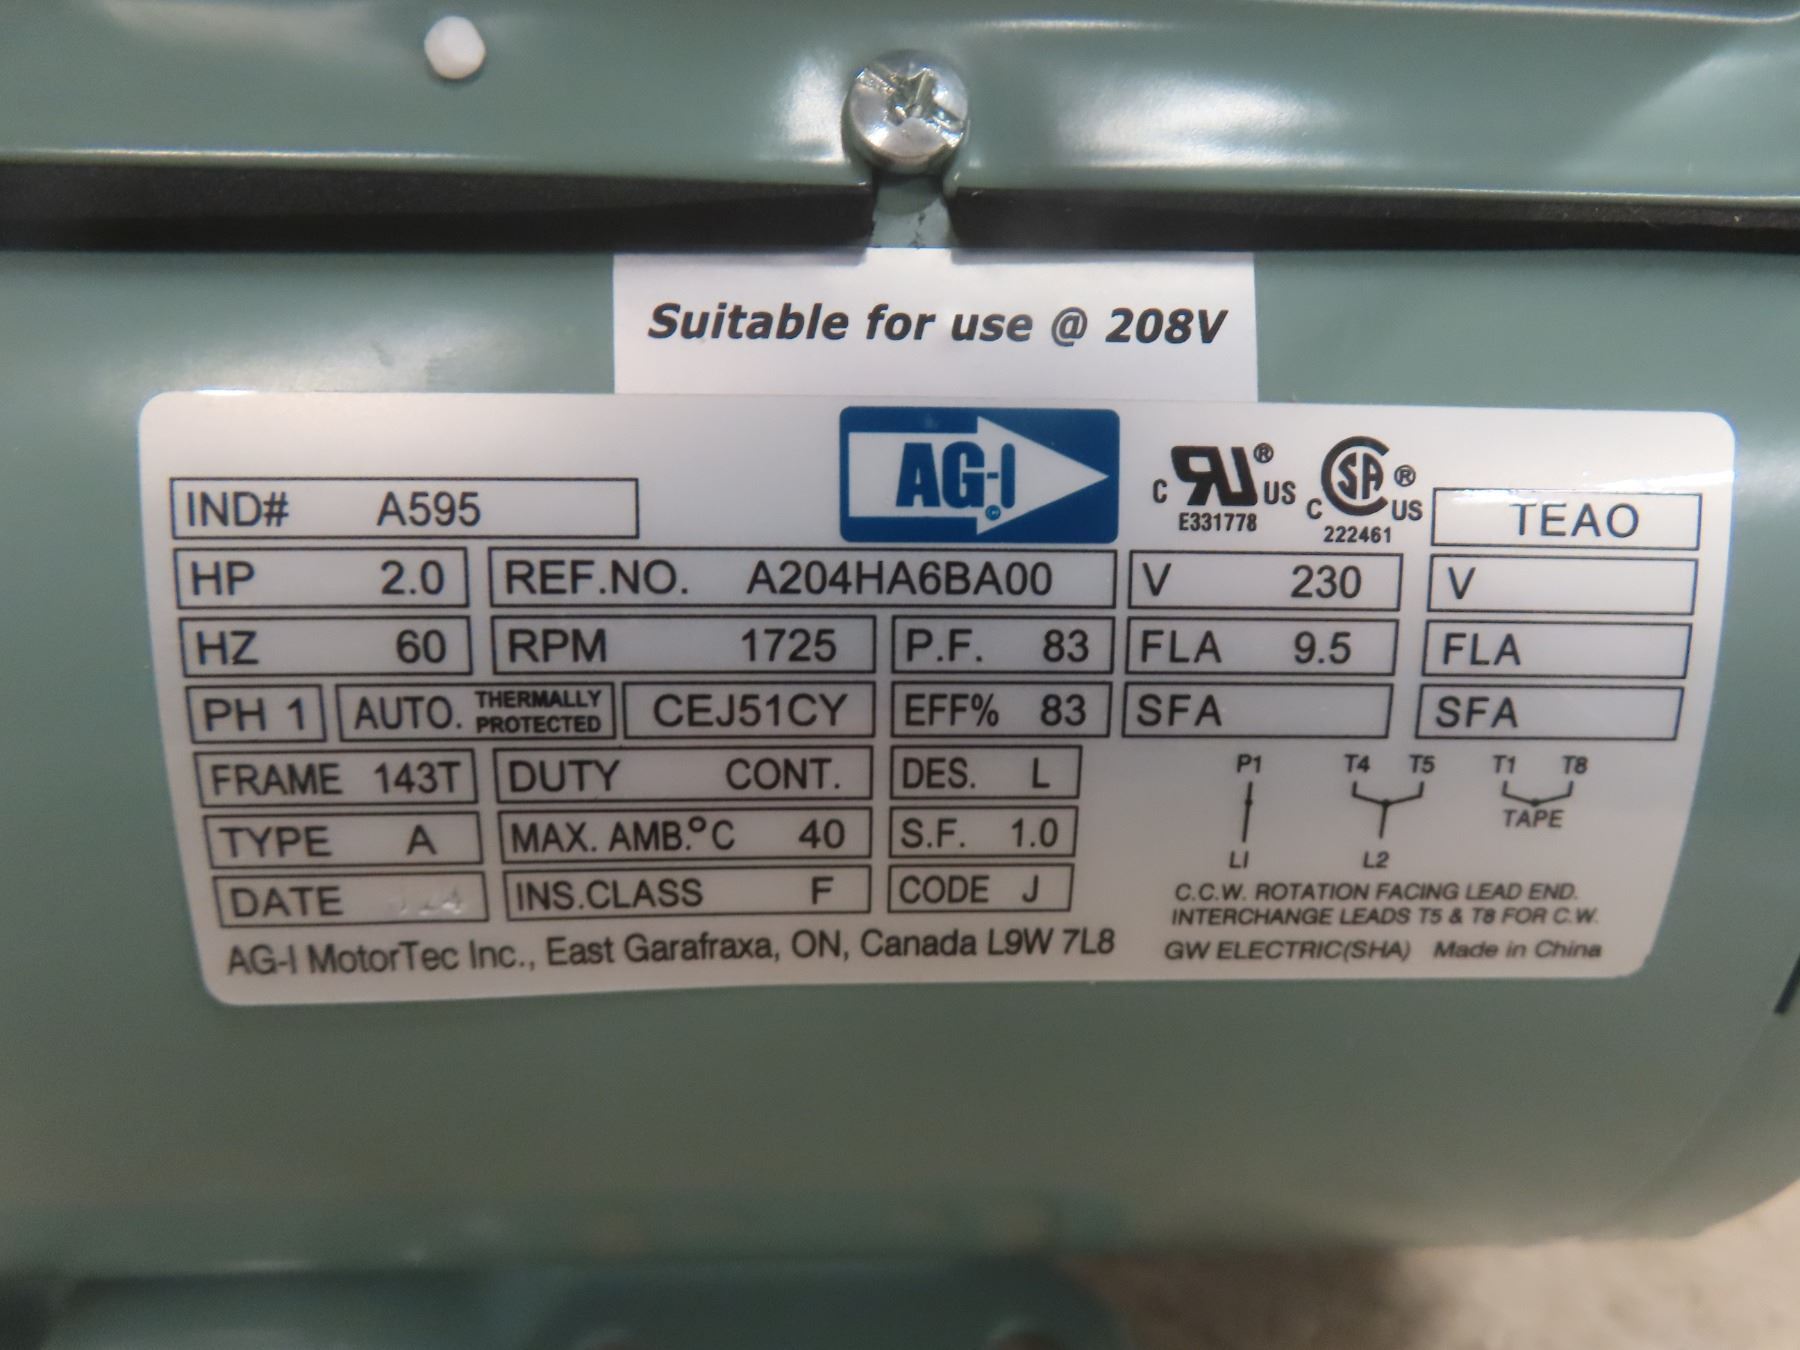 Suitable for use @ 208V
AG-I
C RU® US
E331778
C SA® US
222461
TEAO
IND# A595
HP 2.0 REF.NO. A204HA6BA00 V 230 V
HZ 60 RPM 1725 P.F. 83 FLA 9.5 FLA
PH 1 AUTO. THERMALLY PROTECTED CEJ51CY EFF% 83 SFA SFA
FRAME 143T DUTY CONT. DES. L
TYPE A MAX. AMB.°C 40 S.F. 1.0
DATE INS.CLASS F CODE J
P1 T4 T5 T1 T8
TAPE
LI L2
C.C.W. ROTATION FACING LEAD END.
INTERCHANGE LEADS T5 & T8 FOR C.W.
AG-I MotorTec Inc., East Garafraxa, ON, Canada L9W 7L8
GW ELECTRIC(SHA) Made in China